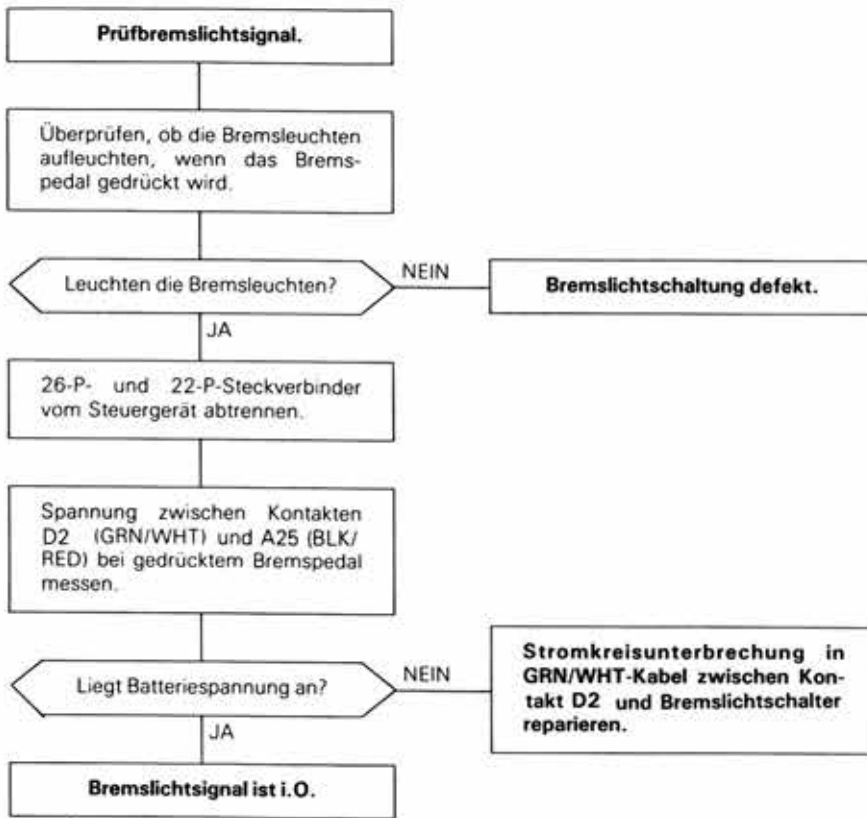 Prüfbremslichtsignal.
Überprüfen, ob die Bremsleuchten
aufleuchten, wenn das Brems-
pedal gedrückt wird.
Leuchten die Bremsleuchten?
NEIN
Bremslichtschaltung defekt.
JA
26-P- und 22-P-Steckverbinder
vom Steuergerät abtrennen.
Spannung zwischen Kontakten
D2 (GRN/WHT) und A25 (BLK/
RED) bei gedrücktem Bremspedal
messen.
Liegt Batteriespannung an?
NEIN
Stromkreisunterbrechung in
GRN/WHT-Kabel zwischen Kon-
takt D2 und Bremslichtschalter
reparieren.
JA
Bremslichtsignal ist i.O.